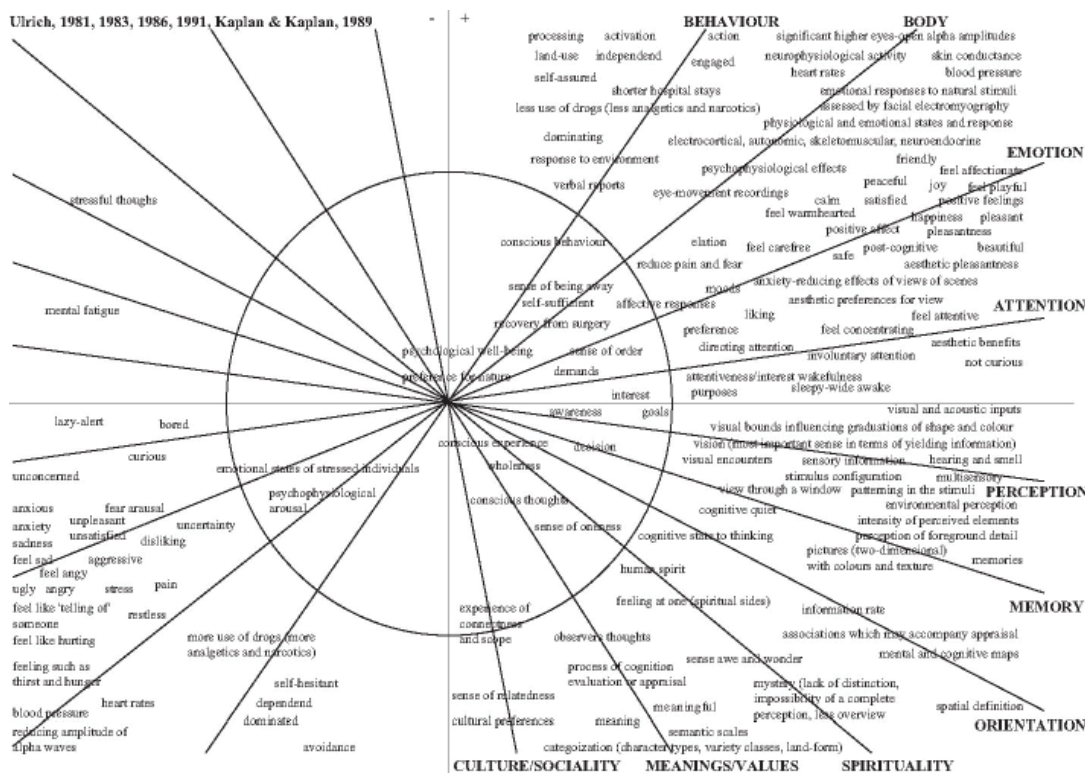 Ulrich, 1981, 1983, 1986, 1991, Kaplan & Kaplan, 1989
- +
BEHAVIOUR
BODY
processing activation action significant higher eyes-open alpha amplitudes
land-use independend engaged neurophysiological activity skin conductance
self-assured heart rates blood pressure
shorter hospital stays emotional responses to natural stimuli
less use of drogs (less analgetics and narcotics) assessed by facial electromyography
physiological and emotional states and response
dominating electrocortical, autonomic, skeletomuscular, neuroendocrine
EMOTION
response to environment psychophysiological effects friendly feel affectionate
verbal reports eye-movement recordings peaceful joy feel playful
stressful thoughs calm satisfied positive feelings
feel warmhearted happiness pleasant
positive affect pleasantness
conscious behaviour elation feel carefree safe post-cognitive beautiful
reduce pain and fear aesthetic pleasantness
sense of being away moods anxiety-reducing effects of views of scenes
self-sufficient affective responses aesthetic preferences for view
ATTENTION
mental fatigue liking feel attentive
recovery from surgery preference feel concentrating
psychological well-being sense of order directing attention aesthetic benefits
involuntary attention not curious
preference for nature demands attentiveness/interest wakefulness
interest purposes sleepy-wide awake
awareness goals visual and acoustic inputs
lazy-alert bored visual bounds influencing graduations of shape and colour
conscious experience decision vision (most important sense in terms of yielding information)
curious visual encounters sensory information hearing and smell
unconcerned emotional states of stressed individuals wholeness stimulus configuration multisensory
PERCEPTION
psychophysiological
arousal
conscious thoughts view through a window patterning in the stimuli
anxious fear arausal cognitive quiet environmental perception
anxiety unpleasant uncertainty sense of oneness intensity of perceived elements
sadness unsatisfied disliking cognitive state to thinking perception of foreground detail
feel sad aggressive pictures (two-dimensional)
with colours and texture
memories
feel angy human spirit
ugly angry stress pain
MEMORY
feel like 'telling of'
someone
restless experience of
connectness
and scope
feeling at one (spiritual sides) information rate
feel like hurting more use of drogs (more
analgetics and narcotics)
observers thoughts associations which may accompany appraisal
feeling such as
thirst and hunger
process of cognition
evaluation or appraisal
sense awe and wonder mental and cognitive maps
self-hesitant mystery (lack of distinction,
impossibility of a complete
perception, less overview
heart rates dependend sense of relatedness meaningful spatial definition
blood pressure dominated cultural preferences meaning
ORIENTATION
reducing amplitude of
alpha waves
semantic scales
avoidance categoization (character types, variety classes, land-form)
CULTURE/SOCIALITY MEANINGS/VALUES SPIRITUALITY